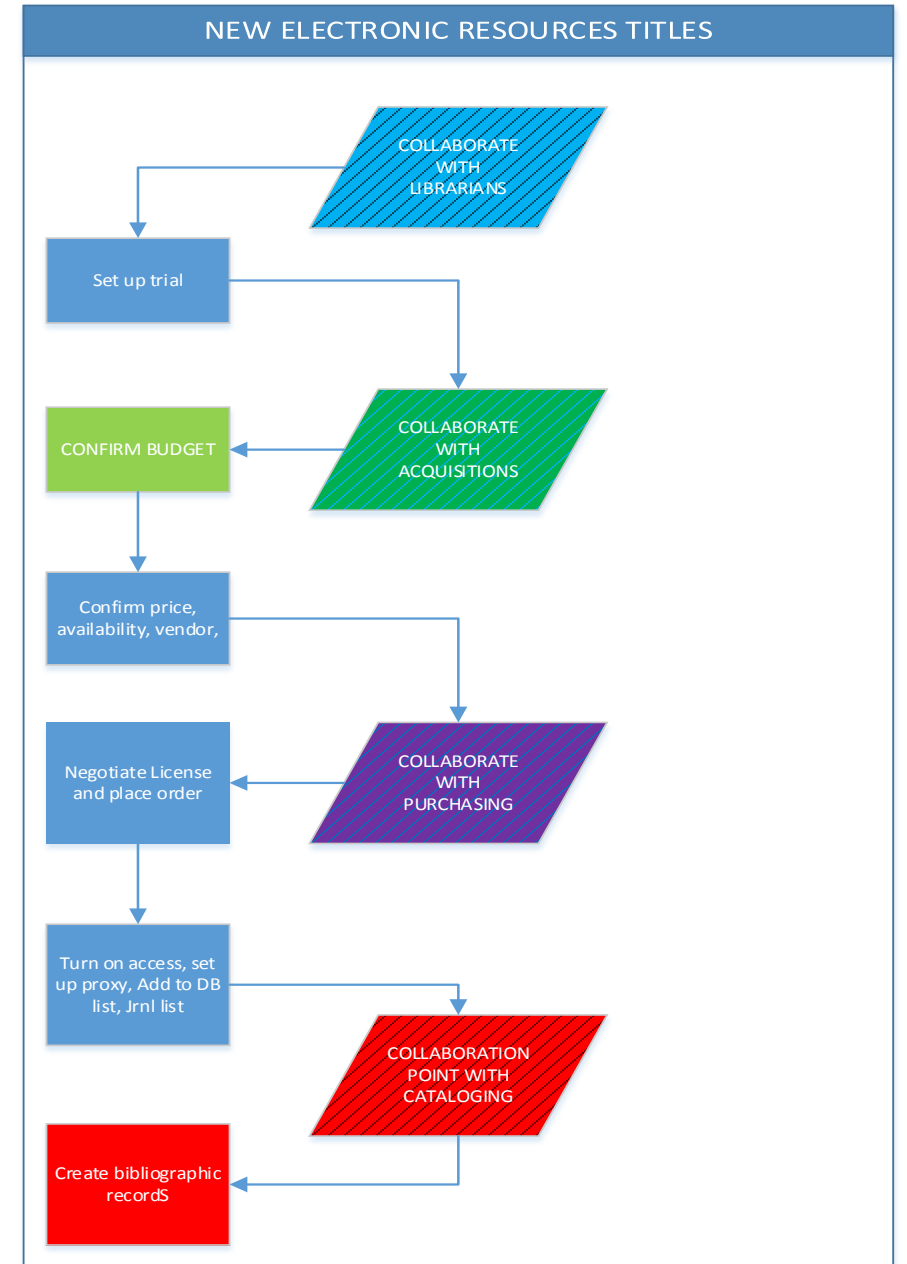 NEW ELECTRONIC RESOURCES TITLES
COLLABORATE
WITH
LIBRARIANS
Set up trial
COLLABORATE
WITH
ACQUISITIONS
CONFIRM BUDGET
Confirm price,
availability, vendor,
COLLABORATE
WITH
PURCHASING
Negotiate License
and place order
Turn on access, set
up proxy, Add to DB
list, Jrnl list
COLLABORATION
POINT WITH
CATALOGING
Create bibliographic
recordS